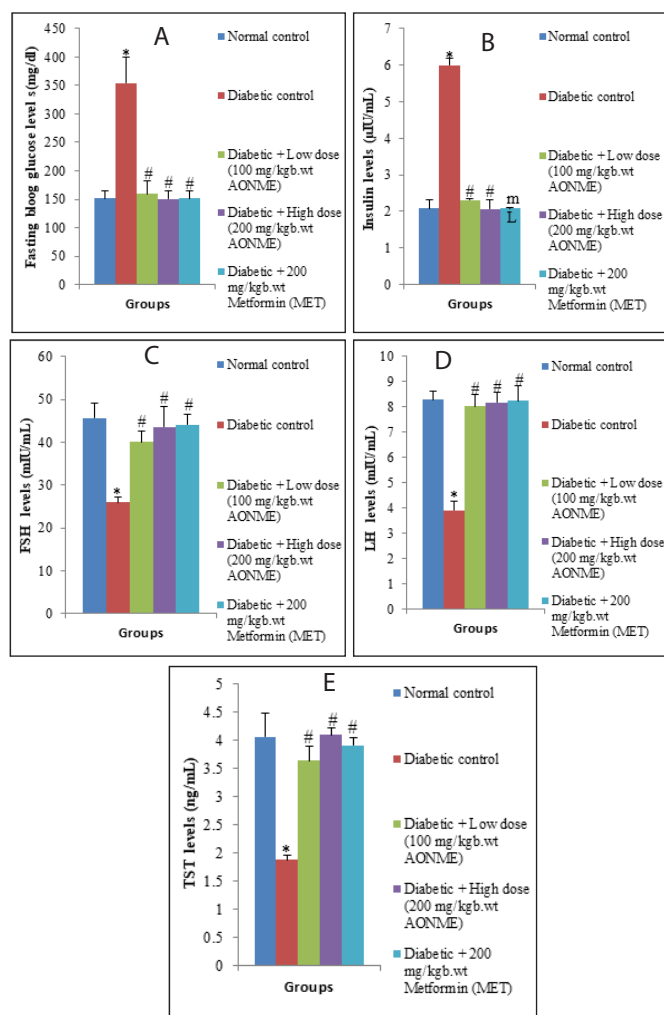 A
Fasting bloog glucose level s(mg/dl)
450
400
350
300
250
200
150
100
50
0
*
#
#
#
Groups
Normal control
Diabetic control
Diabetic + Low dose
(100 mg/kgb.wt
AONME)
Diabetic + High dose
(200 mg/kgb.wt
AONME)
Diabetic + 200
mg/kgb.wt
Metformin (MET)
B
Insulin levels (µIU/mL)
7
6
5
4
3
2
1
0
*
#
#
m
L
Groups
Normal control
Diabetic control
Diabetic + Low dose
(100 mg/kgb.wt
AONME)
Diabetic + High dose
(200 mg/kgb.wt
AONME)
Diabetic + 200
mg/kgb.wt
Metformin (MET)
C
FSH levels (mIU/mL)
60
50
40
30
20
10
0
*
#
#
#
Groups
Normal control
Diabetic control
Diabetic + Low dose
(100 mg/kgb.wt
AONME)
Diabetic + High dose
(200 mg/kgb.wt
AONME)
Diabetic + 200
mg/kgb.wt
Metformin (MET)
D
LH levels (mIU/mL)
10
9
8
7
6
5
4
3
2
1
0
*
#
#
#
Groups
Normal control
Diabetic control
Diabetic + Low dose
(100 mg/kgb.wt
AONME)
Diabetic + High dose
(200 mg/kgb.wt
AONME)
Diabetic + 200
mg/kgb.wt
Metformin (MET)
E
TST levels (ng/mL)
5
4.5
4
3.5
3
2.5
2
1.5
1
0.5
0
*
#
#
#
Groups
Normal control
Diabetic control
Diabetic + Low dose
(100 mg/kgb.wt
AONME)
Diabetic + High dose
(200 mg/kgb.wt
AONME)
Diabetic + 200
mg/kgb.wt
Metformin (MET)